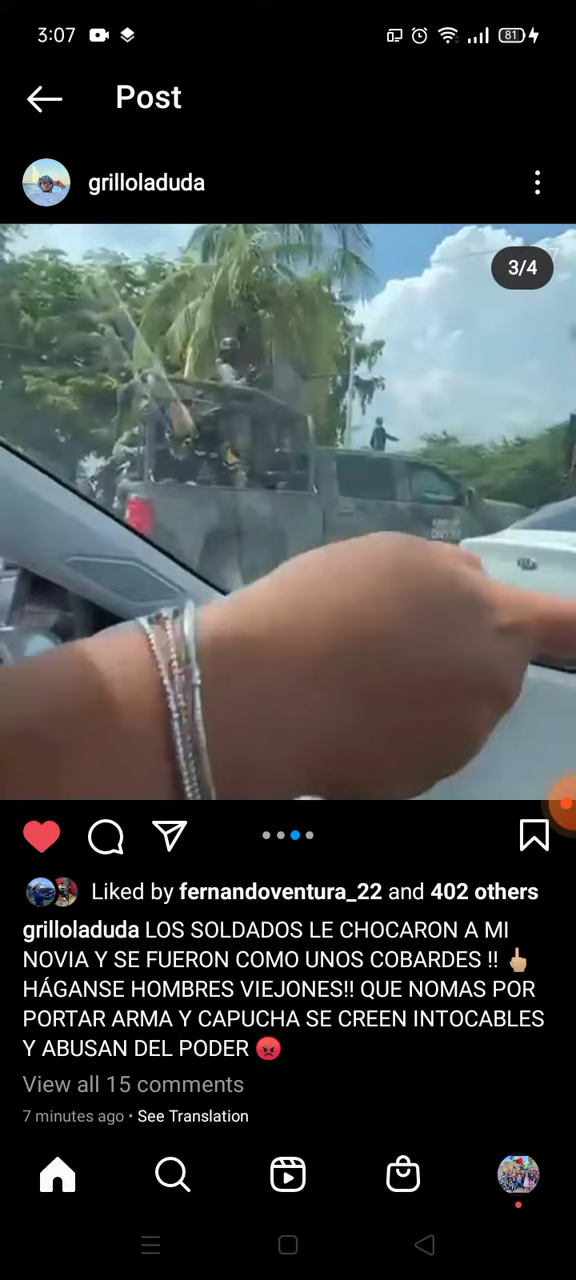 3:07
81
Post
grilloladuda
3/4
KIA
Liked by fernandoventura_22 and 402 others
grilloladuda LOS SOLDADOS LE CHOCARON A MI
NOVIA Y SE FUERON COMO UNOS COBARDES !! 🖕🏼
HÁGANSE HOMBRES VIEJONES!! QUE NOMAS POR
PORTAR ARMA Y CAPUCHA SE CREEN INTOCABLES
Y ABUSAN DEL PODER 😡
View all 15 comments
7 minutes ago • See Translation